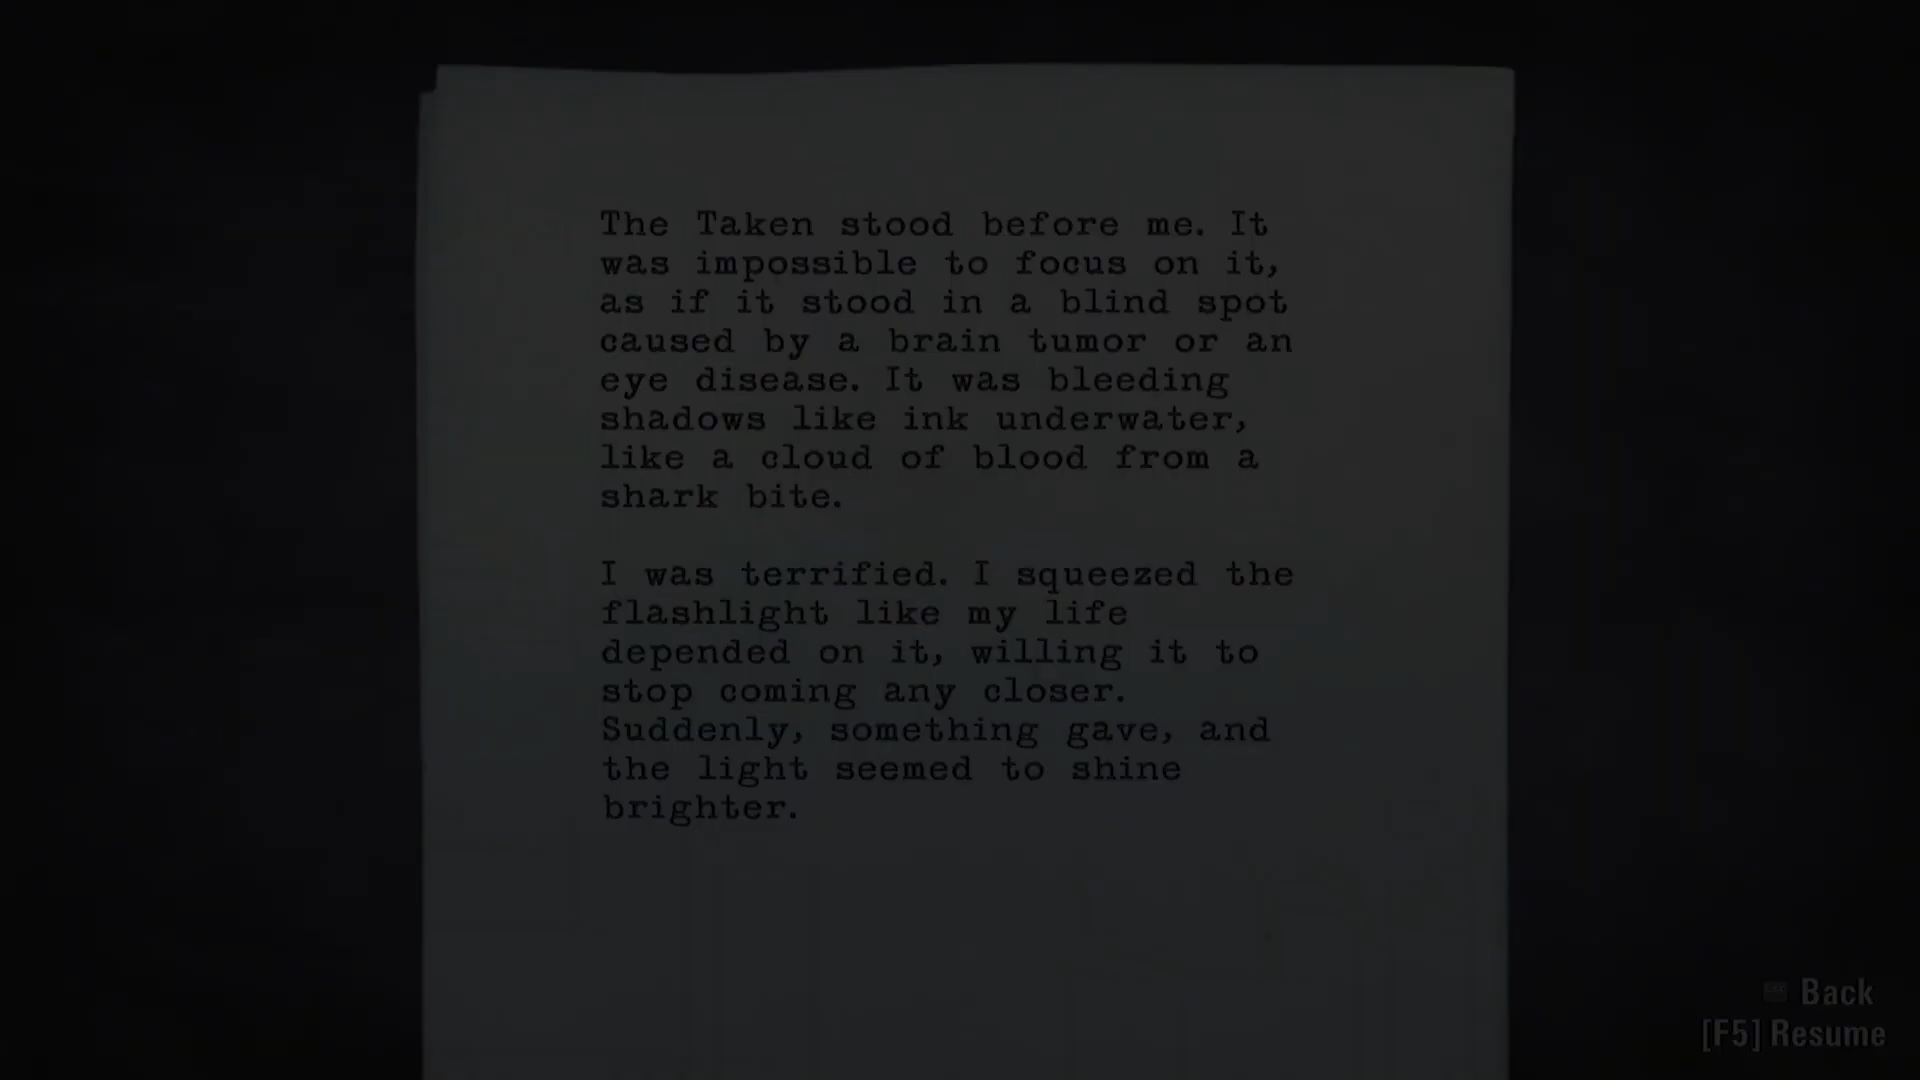 The Taken stood before me. It
was impossible to focus on it,
as if it stood in a blind spot
caused by a brain tumor or an
eye disease. It was bleeding
shadows like ink underwater,
like a cloud of blood from a
shark bite.
I was terrified. I squeezed the
flashlight like my life
depended on it, willing it to
stop coming any closer.
Suddenly, something gave, and
the light seemed to shine
brighter.
Back
[F5] Resume